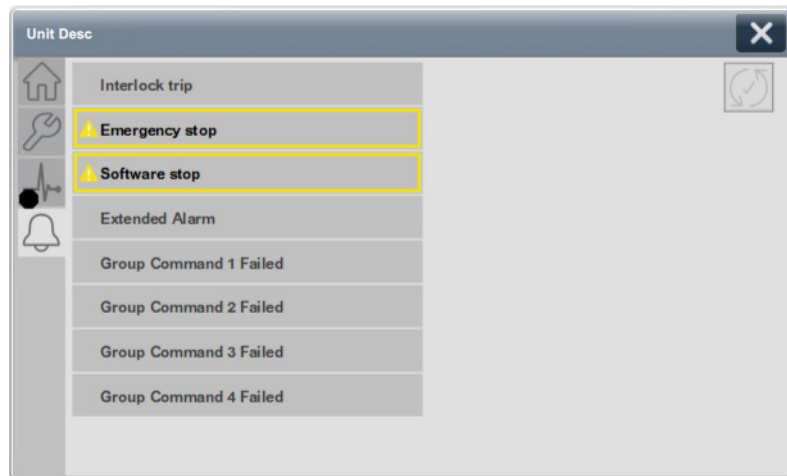 Unit Desc
Interlock trip
Emergency stop
Software stop
Extended Alarm
Group Command 1 Failed
Group Command 2 Failed
Group Command 3 Failed
Group Command 4 Failed